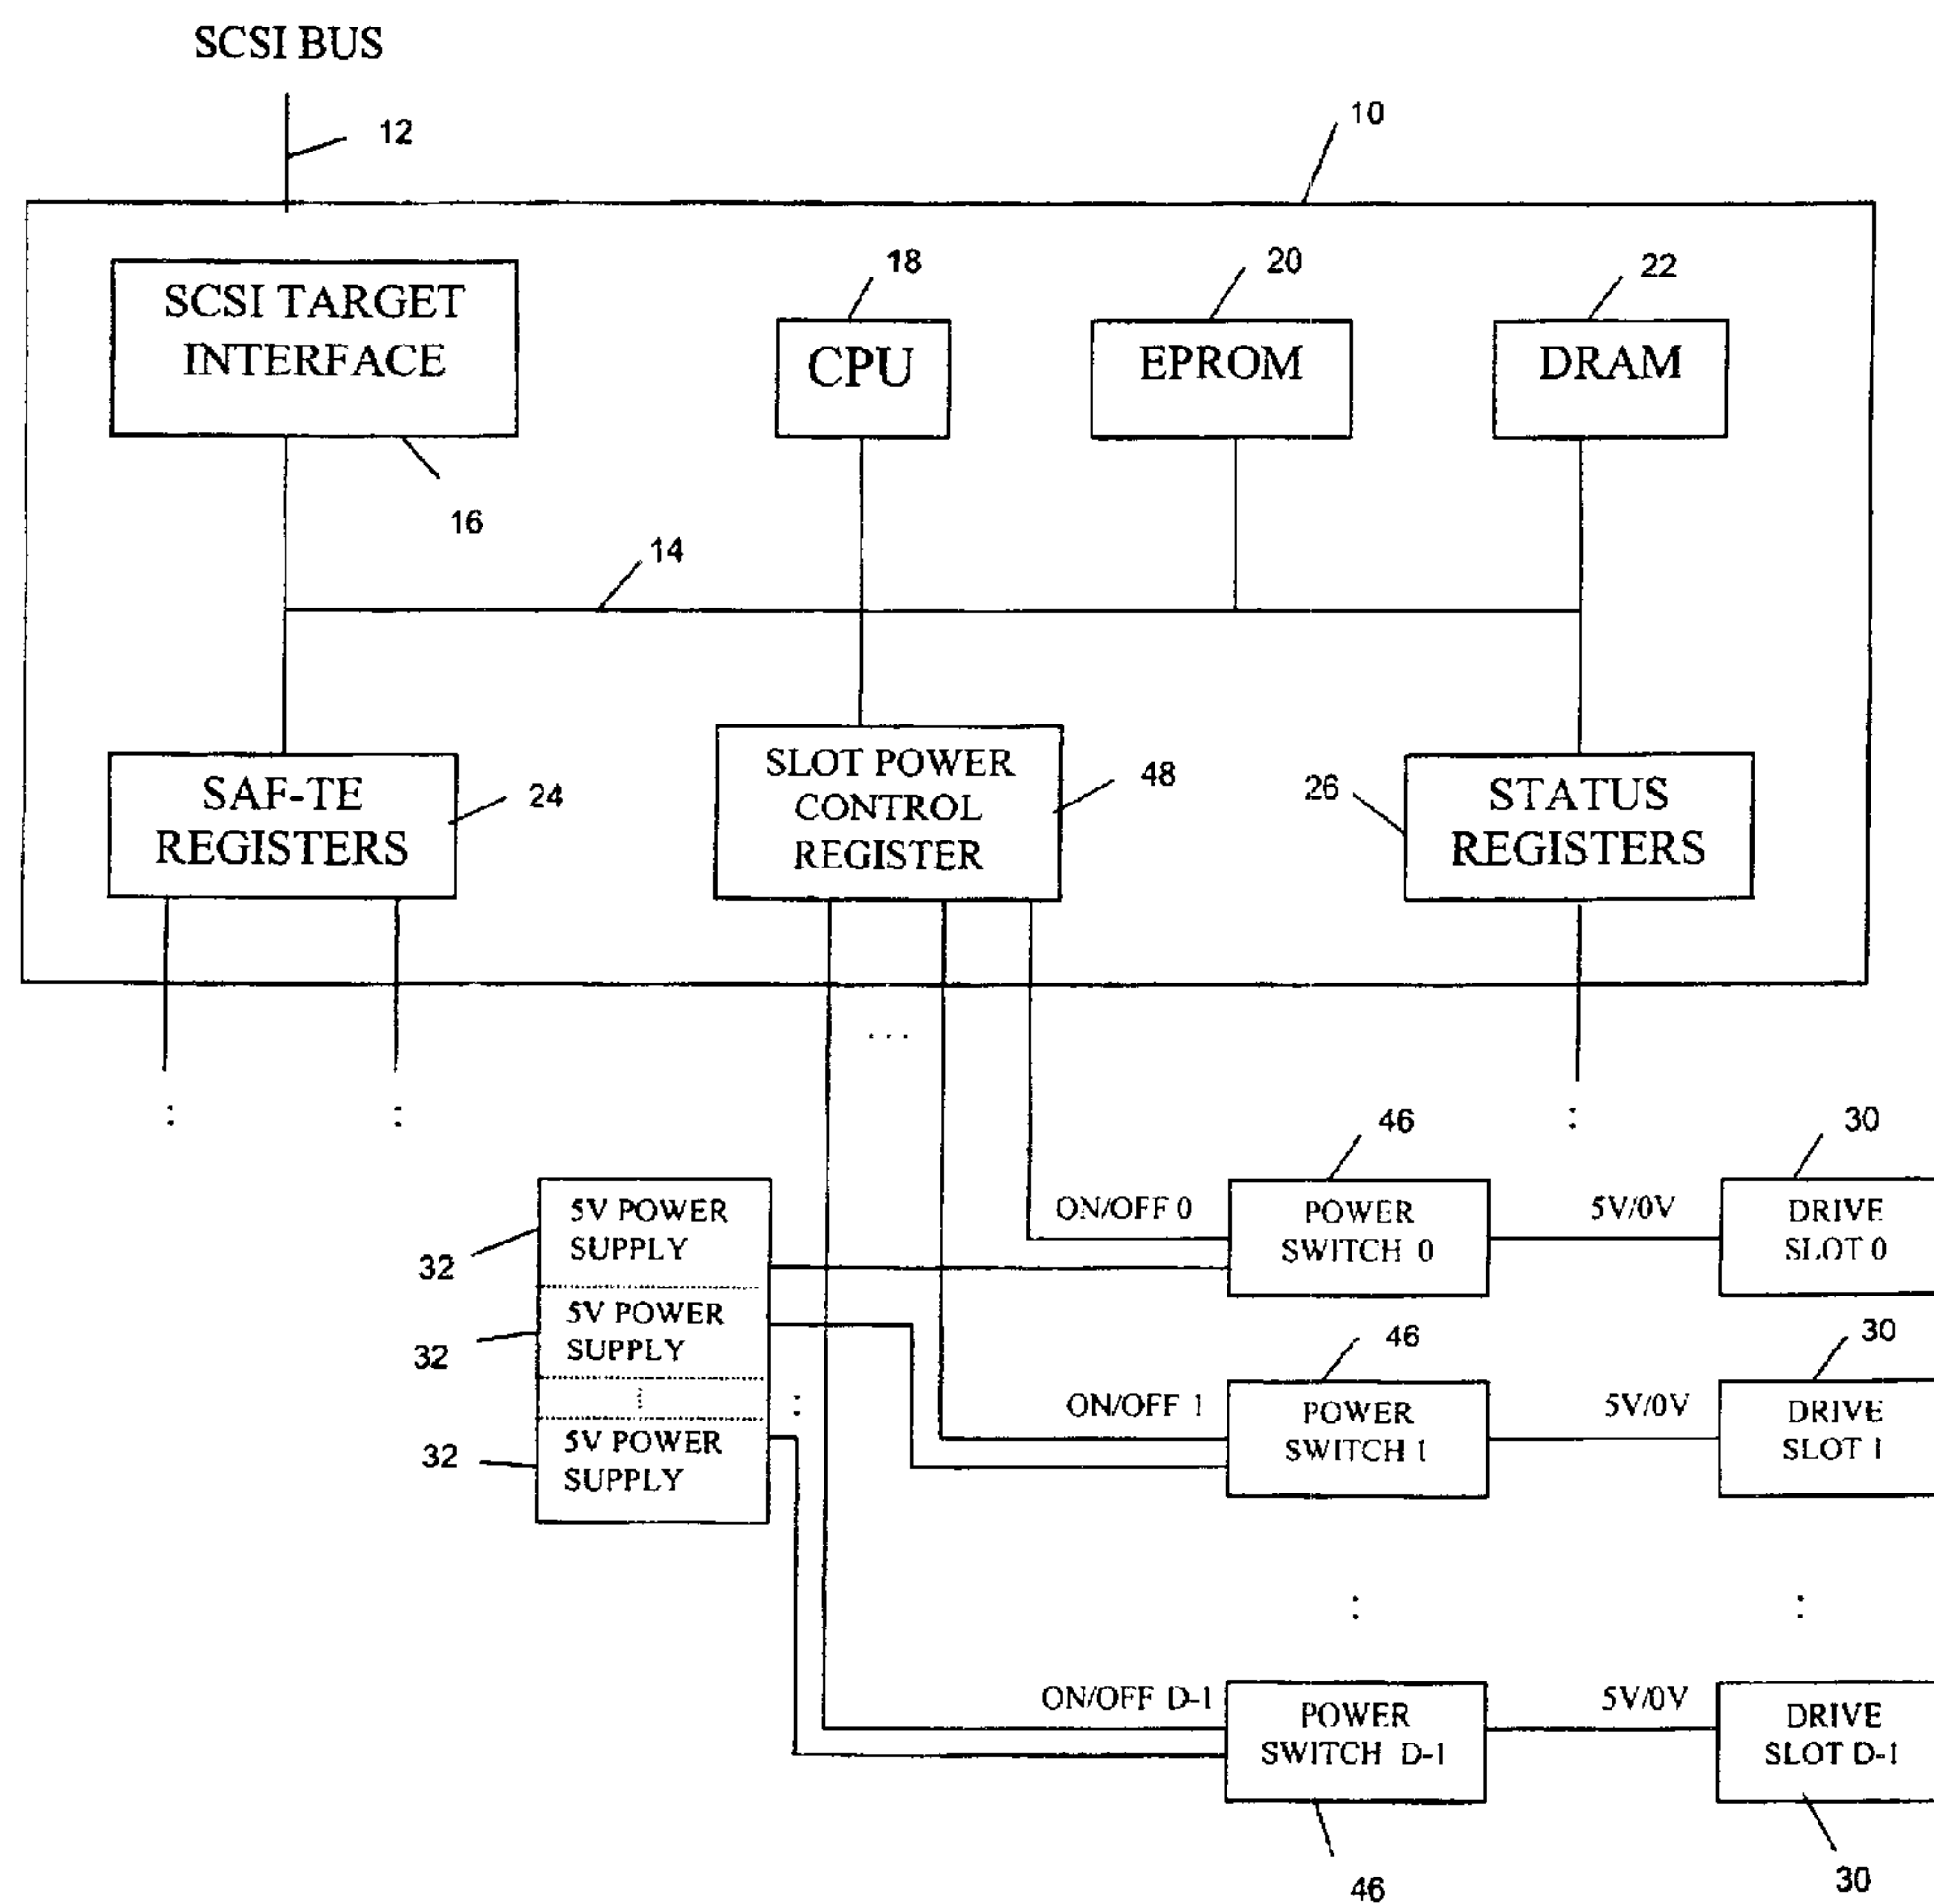 SCSI BUS
12
10
SCSI TARGET
INTERFACE
16
18
CPU
20
EPROM
22
DRAM
14
SAF-TE
REGISTERS
24
SLOT POWER
CONTROL
REGISTER
48
26
STATUS
REGISTERS
...
:
:
:
5V POWER
SUPPLY
32
5V POWER
SUPPLY
32
:
5V POWER
SUPPLY
32
ON/OFF 0
46
POWER
SWITCH 0
5V/0V
30
DRIVE
SLOT 0
ON/OFF 1
46
POWER
SWITCH 1
5V/0V
30
DRIVE
SLOT 1
:
:
ON/OFF D-1
POWER
SWITCH D-1
46
5V/0V
DRIVE
SLOT D-1
30